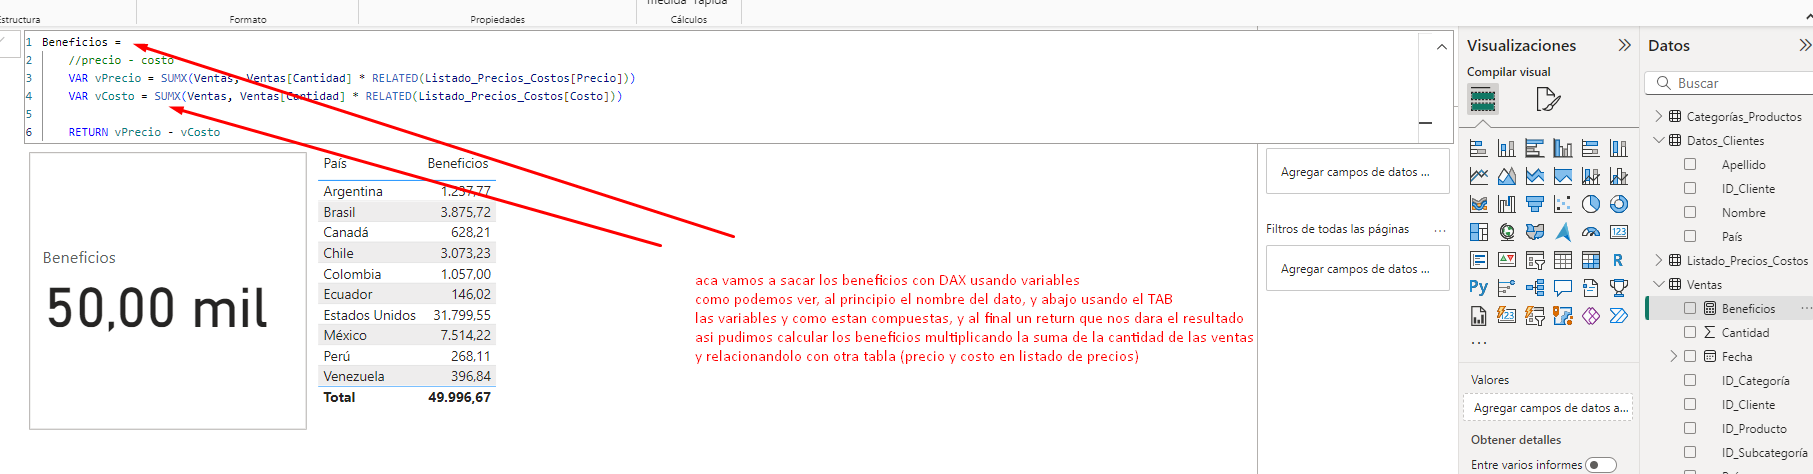 medida rápida
Estructura
Formato
Propiedades
Cálculos
1 Beneficios =
2 //precio - costo
3 VAR vPrecio = SUMX(Ventas, Ventas[Cantidad] * RELATED(Listado_Precios_Costos[Precio]))
4 VAR vCosto = SUMX(Ventas, Ventas[Cantidad] * RELATED(Listado_Precios_Costos[Costo]))
5
6 RETURN vPrecio - vCosto
Beneficios
50,00 mil
País Beneficios
Argentina 1.237,77
Brasil 3.875,72
Canadá 628,21
Chile 3.073,23
Colombia 1.057,00
Ecuador 146,02
Estados Unidos 31.799,55
México 7.514,22
Perú 268,11
Venezuela 396,84
Total 49.996,67
aca vamos a sacar los beneficios con DAX usando variables
como podemos ver, al principio el nombre del dato, y abajo usando el TAB
las variables y como estan compuestas, y al final un return que nos dara el resultado
asi pudimos calcular los beneficios multiplicando la suma de la cantidad de las ventas
y relacionandolo con otra tabla (precio y costo en listado de precios)
Agregar campos de datos ...
Filtros de todas las páginas ...
Agregar campos de datos ...
Visualizaciones
Compilar visual
123
R
Py
123
...
Valores
Agregar campos de datos a...
Obtener detalles
Entre varios informes
Datos
Buscar
Categorías_Productos
Datos_Clientes
Apellido
ID_Cliente
Nombre
País
Listado_Precios_Costos
Ventas
Beneficios ...
Cantidad
Fecha
ID_Categoría
ID_Cliente
ID_Producto
ID_Subcategoría